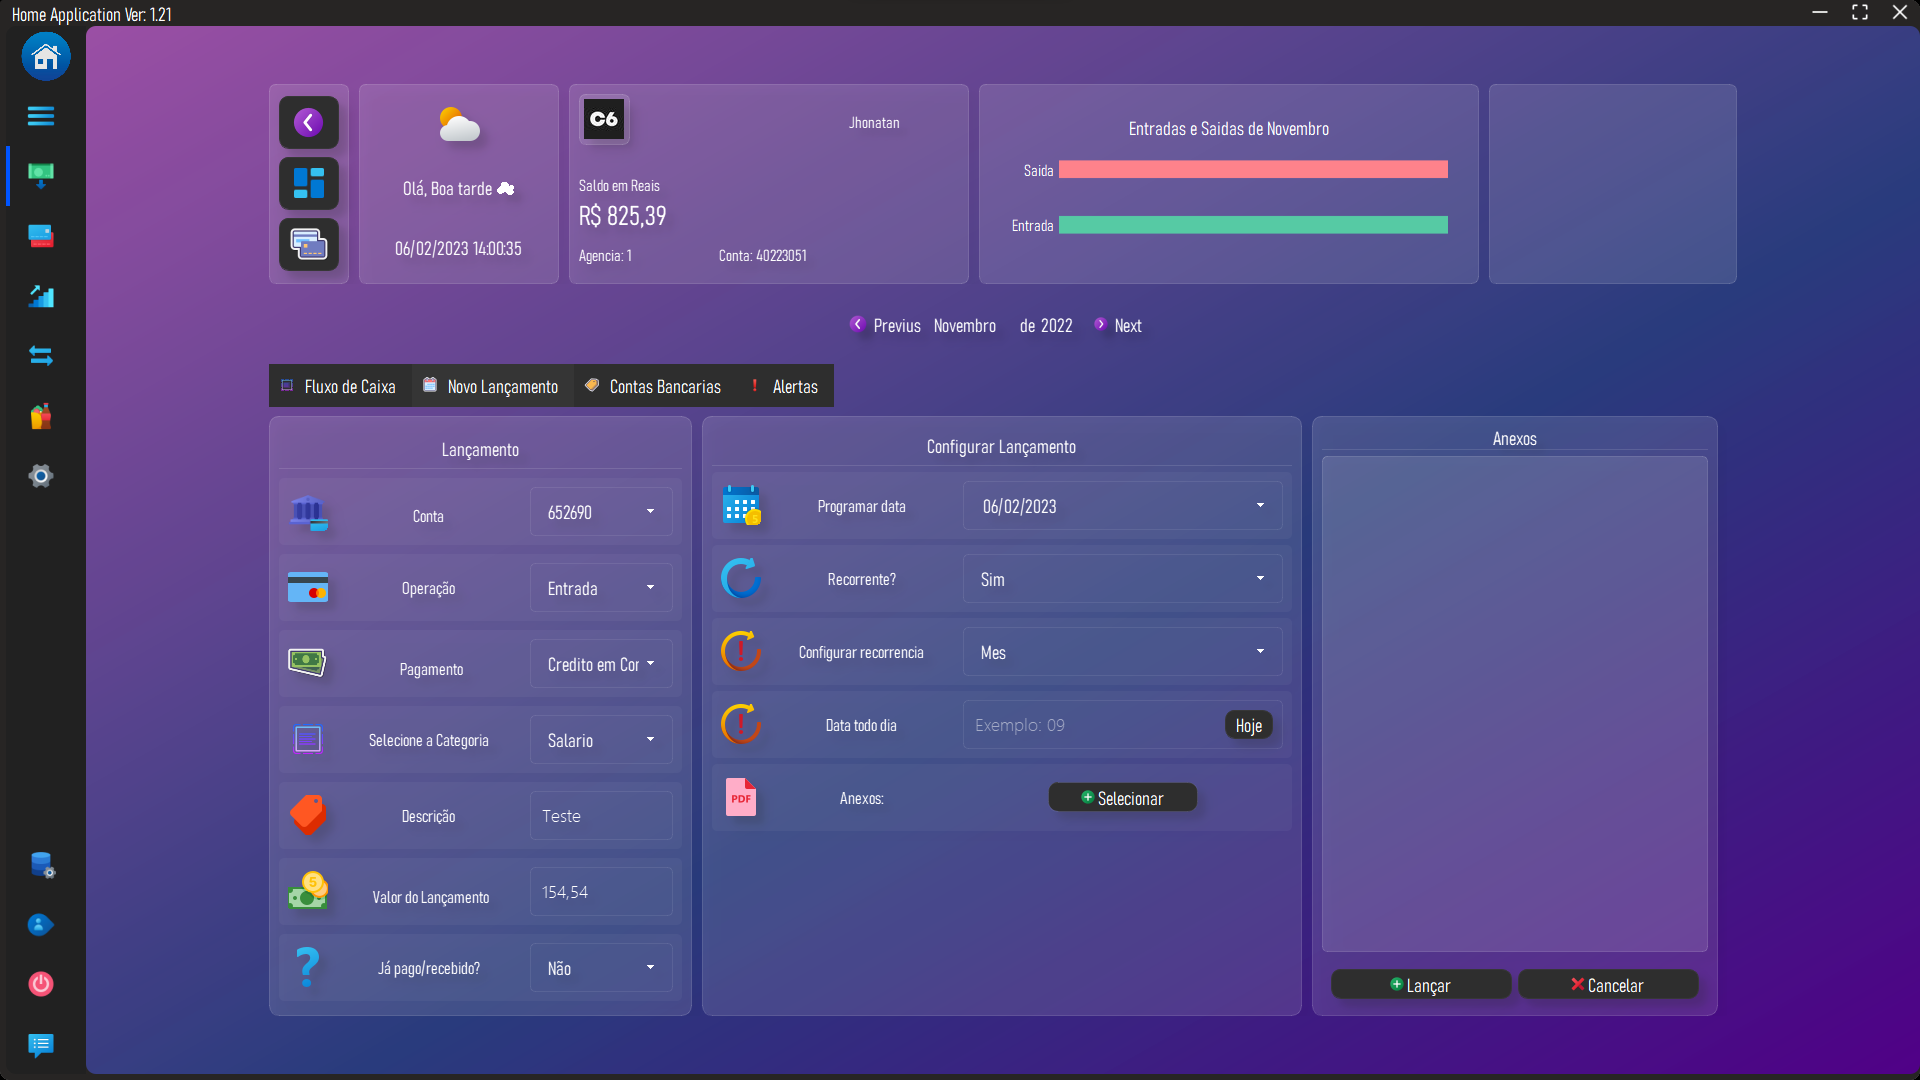 Home Application Ver: 1.21
Olá, Boa tarde
06/02/2023 14:00:35
C6
Jhonatan
Saldo em Reais
R$ 825,39
Agencia: 1
Conta: 40223051
Entradas e Saidas de Novembro
Saida
Entrada
Previus Novembro de 2022 Next
Fluxo de Caixa
Novo Lançamento
Contas Bancarias
Alertas
Lançamento
Conta
652690
Operação
Entrada
Pagamento
Credito em Cor
Selecione a Categoria
Salario
Descrição
Teste
5
Valor do Lançamento
154,54
Já pago/recebido?
Não
Configurar Lançamento
Programar data
06/02/2023
Recorrente?
Sim
Configurar recorrencia
Mes
Data todo dia
Exemplo: 09
Hoje
PDF
Anexos:
Selecionar
Anexos
Lançar
Cancelar